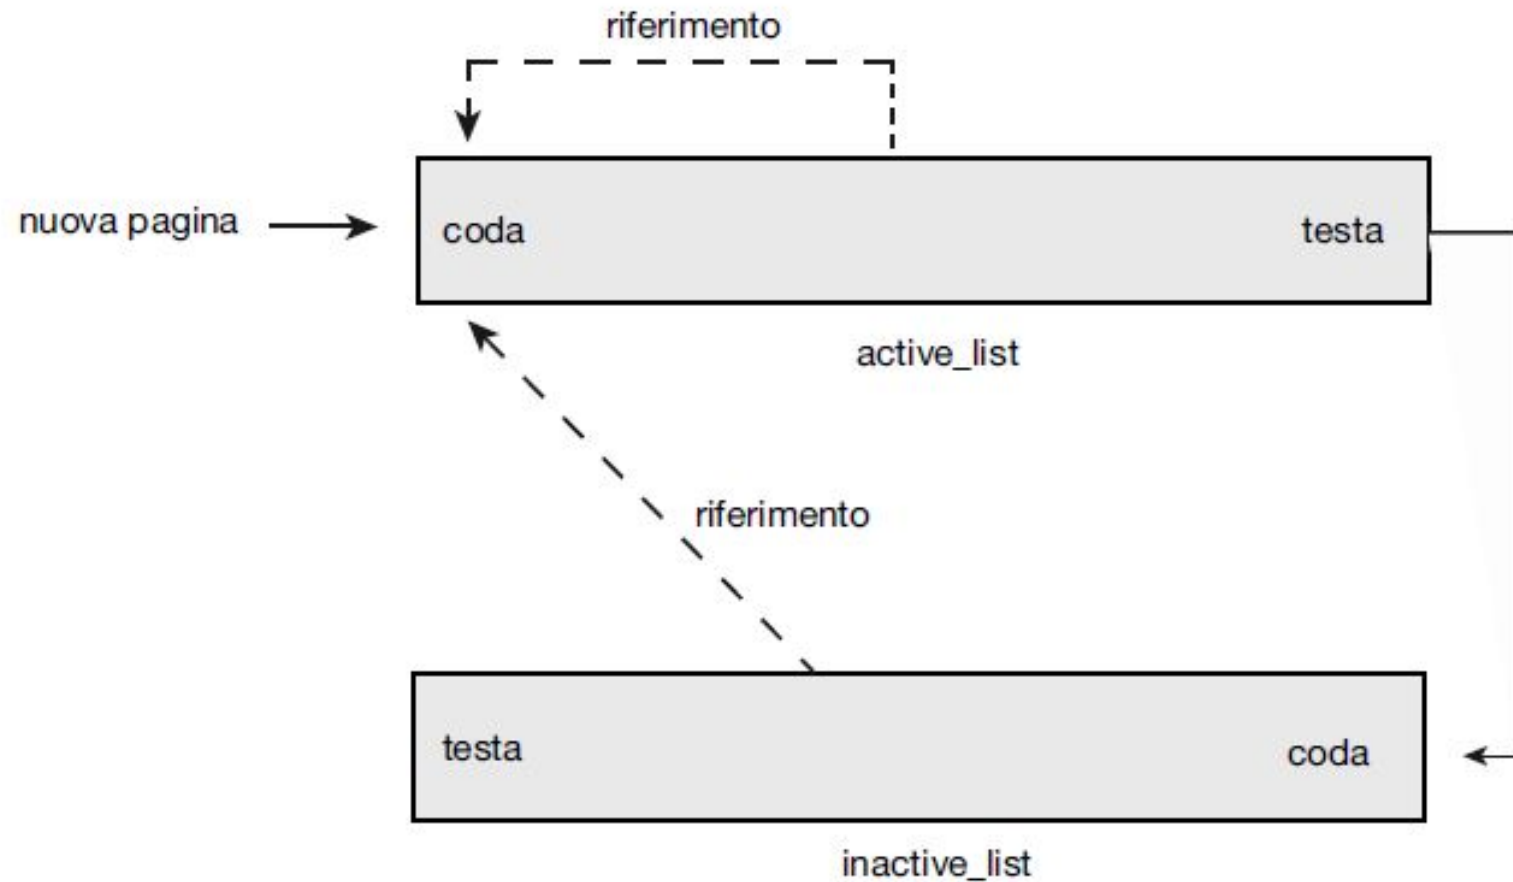 riferimento
nuova pagina
coda
testa
active_list
riferimento
testa
coda
inactive_list